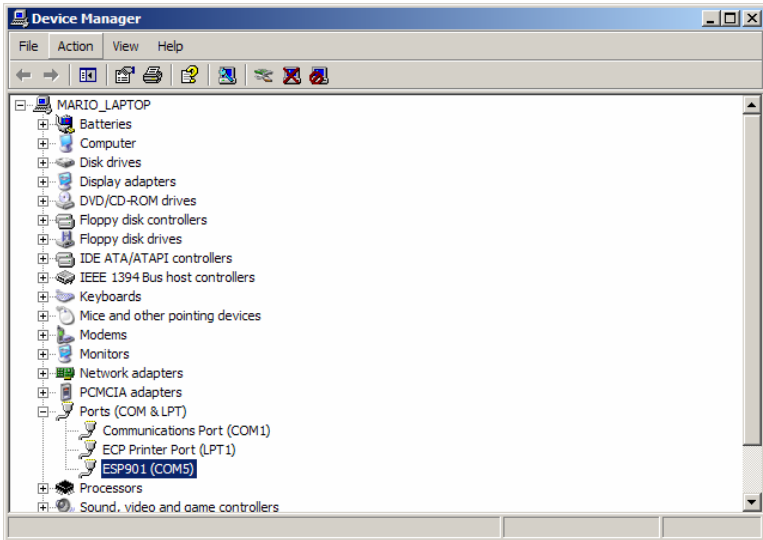 Device Manager
File Action View Help
MARIO_LAPTOP
Batteries
Computer
Disk drives
Display adapters
DVD/CD-ROM drives
Floppy disk controllers
Floppy disk drives
IDE ATA/ATAPI controllers
IEEE 1394 Bus host controllers
Keyboards
Mice and other pointing devices
Modems
Monitors
Network adapters
PCMCIA adapters
Ports (COM & LPT)
Communications Port (COM1)
ECP Printer Port (LPT1)
ESP901 (COM5)
Processors
Sound, video and game controllers